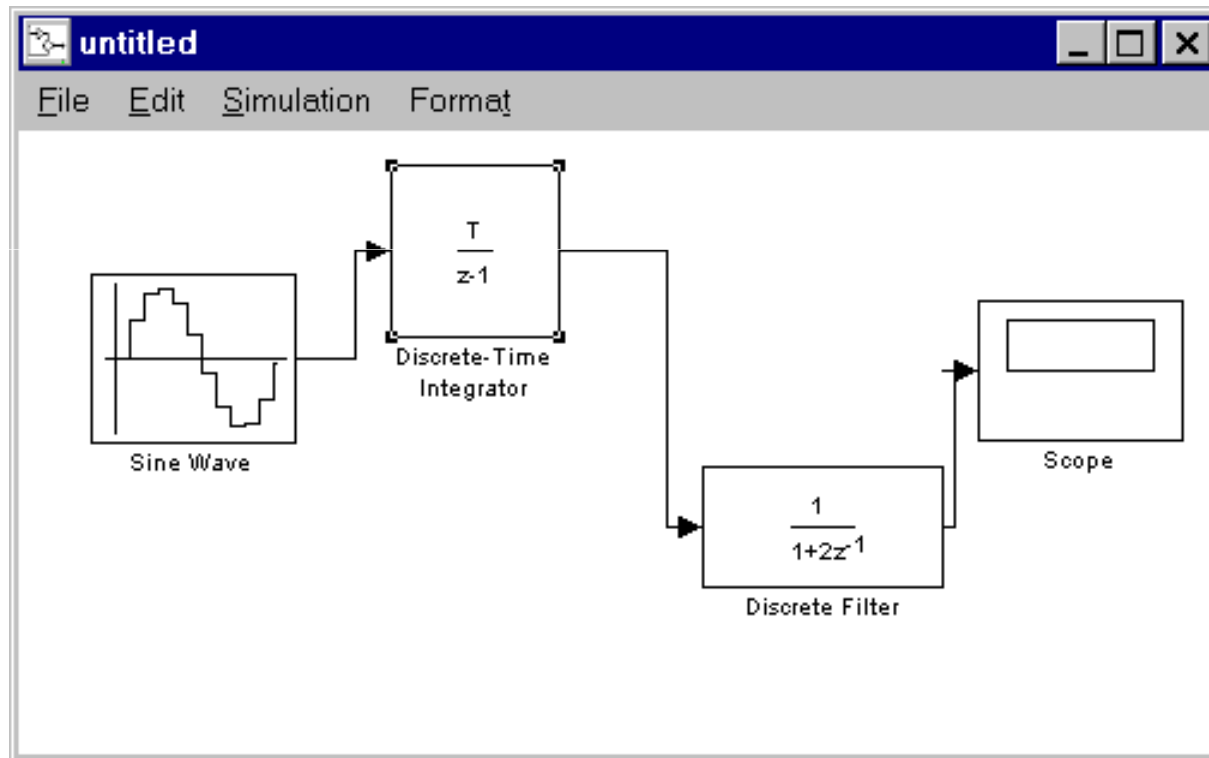 untitled
File Edit Simulation Format
T
z-1
Discrete-Time
Integrator
Sine Wave
Scope
1
1+2z-1
Discrete Filter